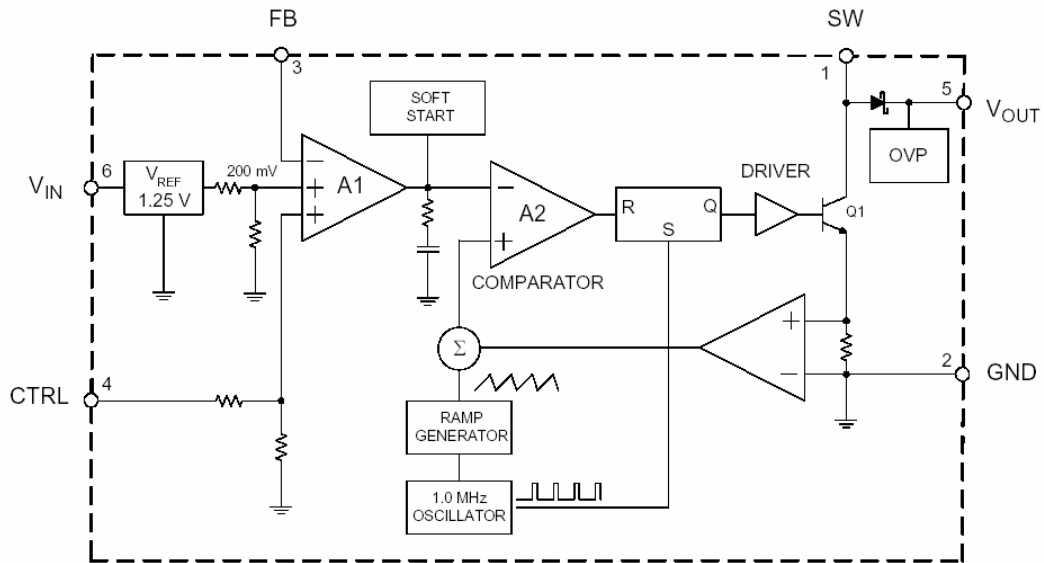 FB
SW
3
1
5
V_OUT
SOFT
START
OVP
6
V_IN
V_REF
1.25 V
200 mV
−
+
+
A1
−
+
A2
COMPARATOR
R
Q
S
DRIVER
Q1
Σ
+
−
2
GND
4
CTRL
RAMP
GENERATOR
1.0 MHz
OSCILLATOR